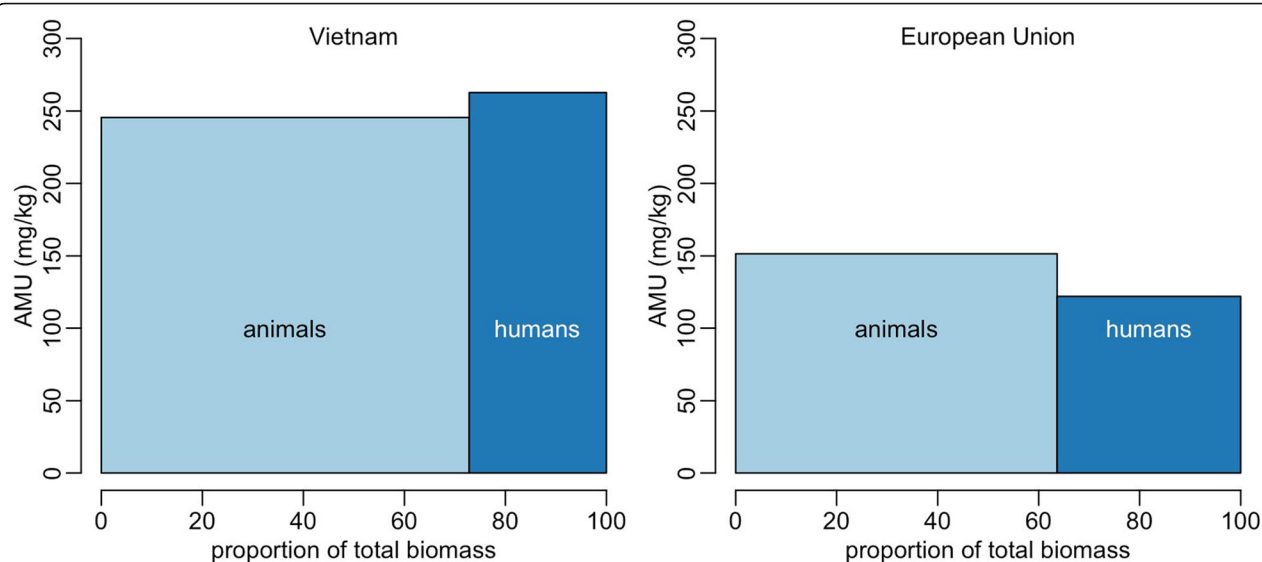 Vietnam
AMU (mg/kg)
300
250
200
150
100
50
0
animals
humans
0 20 40 60 80 100
proportion of total biomass
European Union
AMU (mg/kg)
300
250
200
150
100
50
0
animals
humans
0 20 40 60 80 100
proportion of total biomass